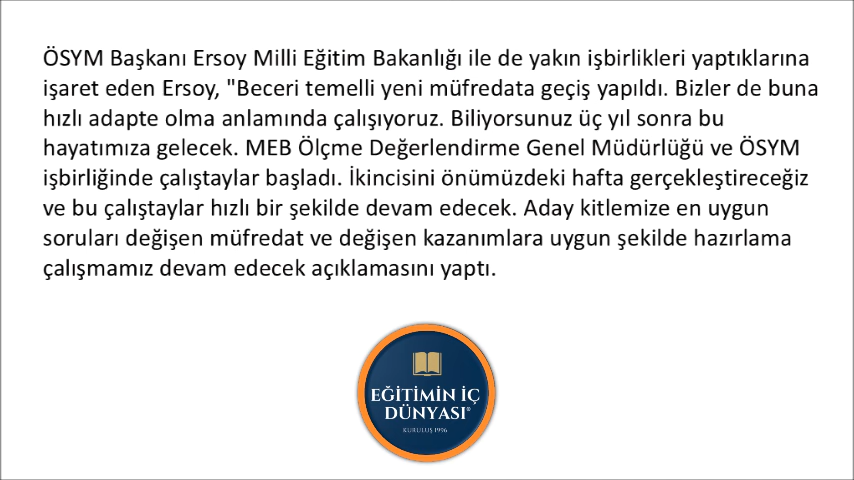 ÖSYM Başkanı Ersoy Milli Eğitim Bakanlığı ile de yakın işbirlikleri yaptıklarına
işaret eden Ersoy, "Beceri temelli yeni müfredata geçiş yapıldı. Bizler de buna
hızlı adapte olma anlamında çalışıyoruz. Biliyorsunuz üç yıl sonra bu
hayatımıza gelecek. MEB Ölçme Değerlendirme Genel Müdürlüğü ve ÖSYM
işbirliğinde çalıştaylar başladı. İkincisini önümüzdeki hafta gerçekleştireceğiz
ve bu çalıştaylar hızlı bir şekilde devam edecek. Aday kitlemize en uygun
soruları değişen müfredat ve değişen kazanımlara uygun şekilde hazırlama
çalışmamız devam edecek açıklamasını yaptı.
EĞİTİMİN İÇ
DÜNYASI®
KURULUŞ 1996